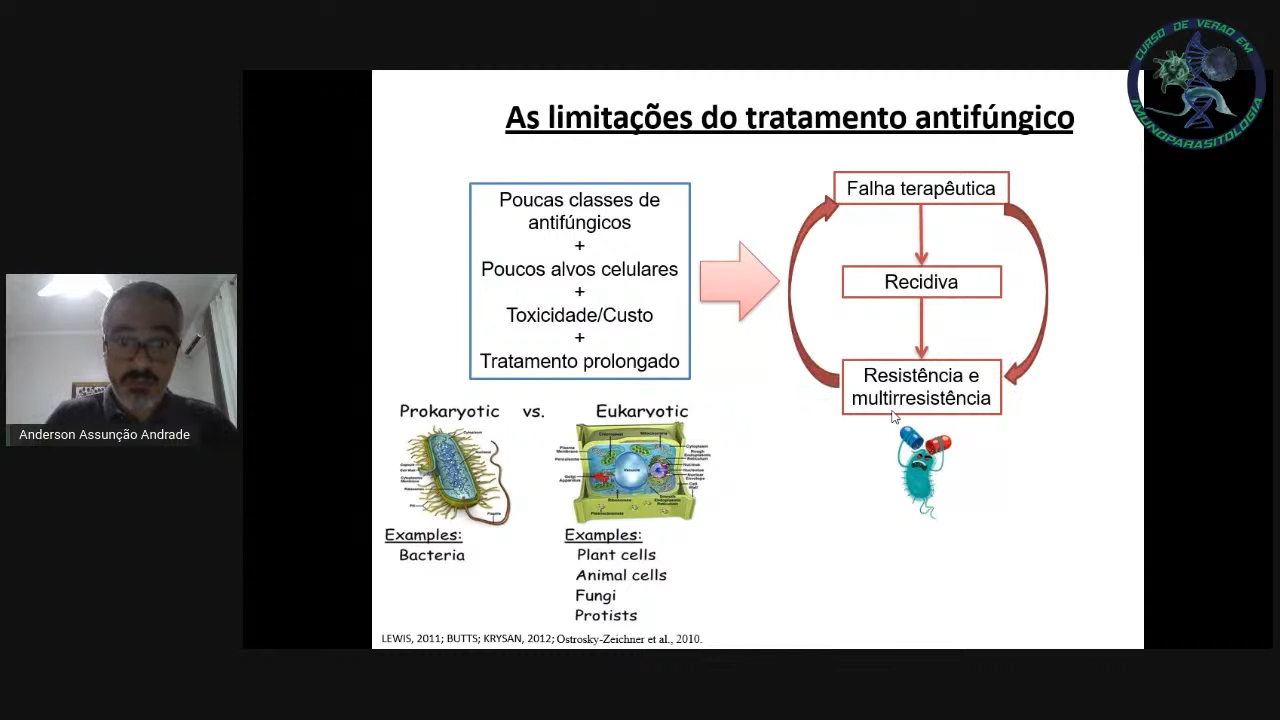 CURSO DE VERÃO EM
IMUNOPARASITOLOGIA
As limitações do tratamento antifúngico
Poucas classes de
antifúngicos
+
Poucos alvos celulares
+
Toxicidade/Custo
+
Tratamento prolongado
Falha terapêutica
Recidiva
Resistência e
multirresistência
Anderson Assunção Andrade
Prokaryotic vs. Eukaryotic
Examples:
Bacteria
Examples:
Plant cells
Animal cells
Fungi
Protists
LEWIS, 2011; BUTTS; KRYSAN, 2012; Ostrosky-Zeichner et al., 2010.